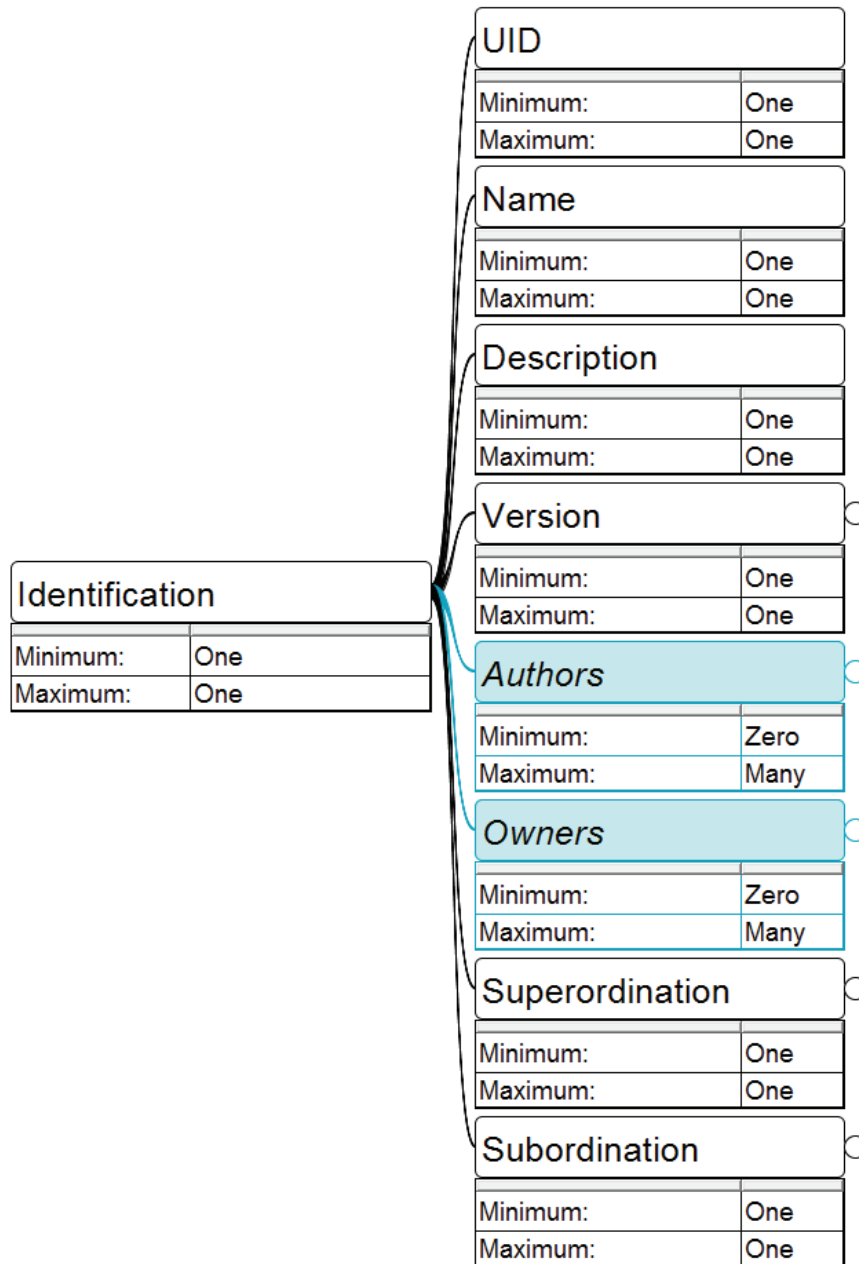 UID
Minimum: One
Maximum: One
Name
Minimum: One
Maximum: One
Description
Minimum: One
Maximum: One
Version
Minimum: One
Maximum: One
Identification
Minimum: One
Maximum: One
Authors
Minimum: Zero
Maximum: Many
Owners
Minimum: Zero
Maximum: Many
Superordination
Minimum: One
Maximum: One
Subordination
Minimum: One
Maximum: One